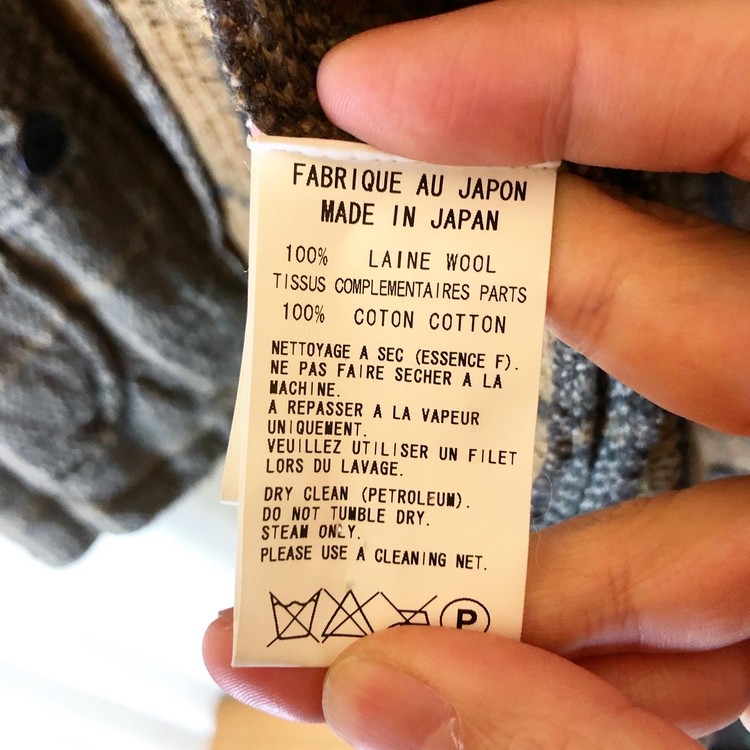 FABRIQUE AU JAPON
MADE IN JAPAN
100% LAINE WOOL
TISSUS COMPLEMENTAIRES PARTS
100% COTON COTTON
NETTOYAGE A SEC (ESSENCE F).
NE PAS FAIRE SECHER A LA
MACHINE.
A REPASSER A LA VAPEUR
UNIQUEMENT.
VEUILLEZ UTILISER UN FILET
LORS DU LAVAGE.
DRY CLEAN (PETROLEUM).
DO NOT TUMBLE DRY.
STEAM ONLY.
PLEASE USE A CLEANING NET.
P